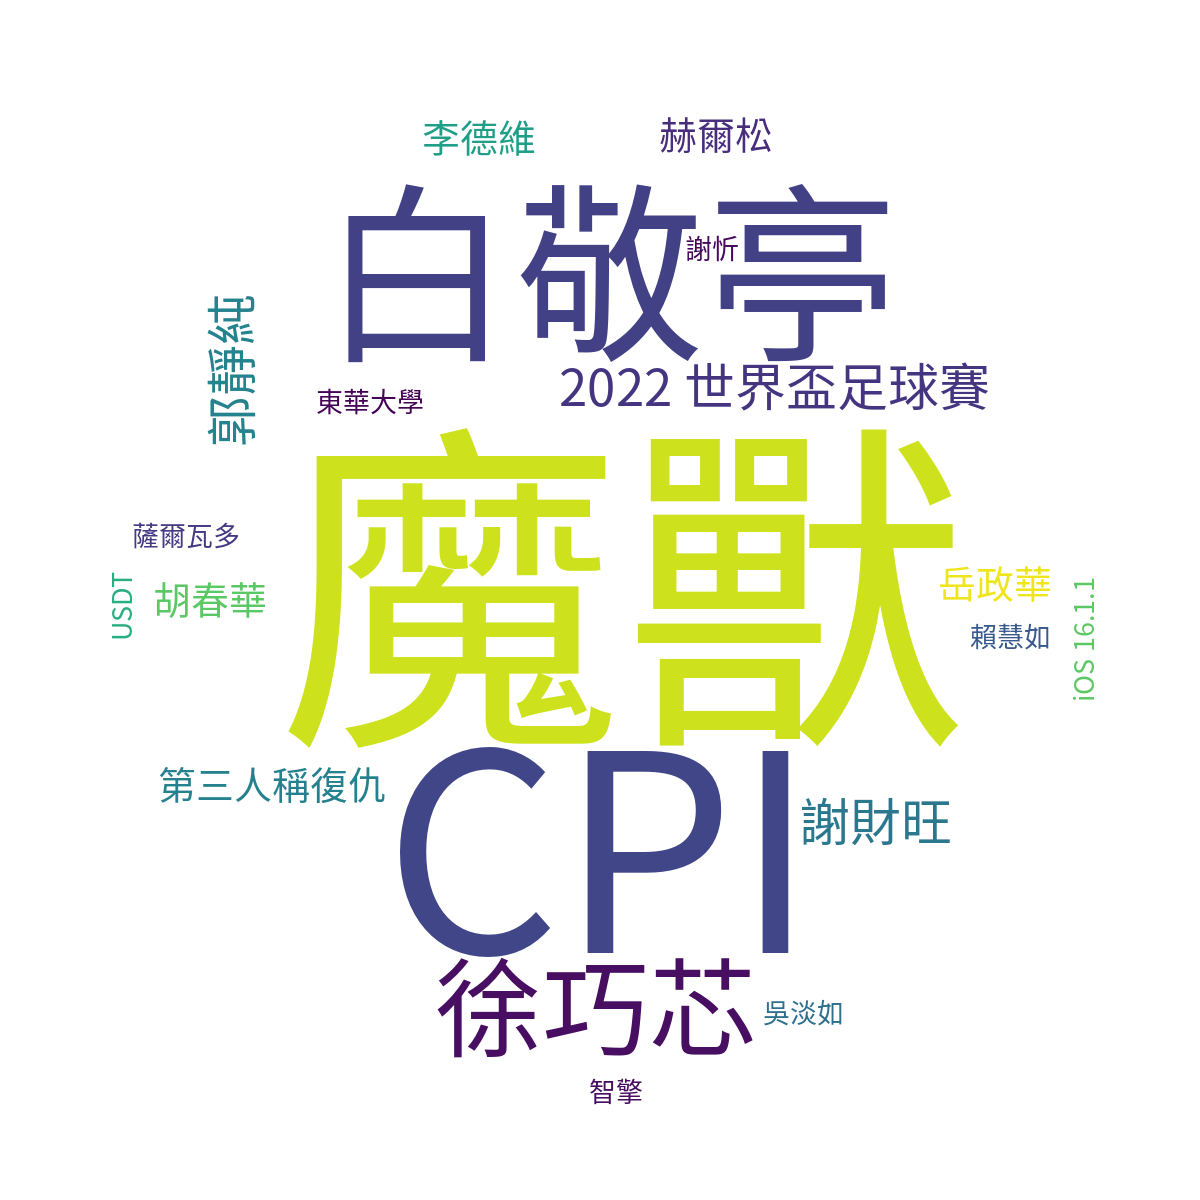 李德維
赫爾松
白敬亭
謝忻
郭靜純
2022 世界盃足球賽
東華大學
魔獸
薩爾瓦多
USDT
胡春華
岳政華
賴慧如
iOS 16.1.1
CPI
第三人稱復仇
謝財旺
徐巧芯
吳淡如
智擎